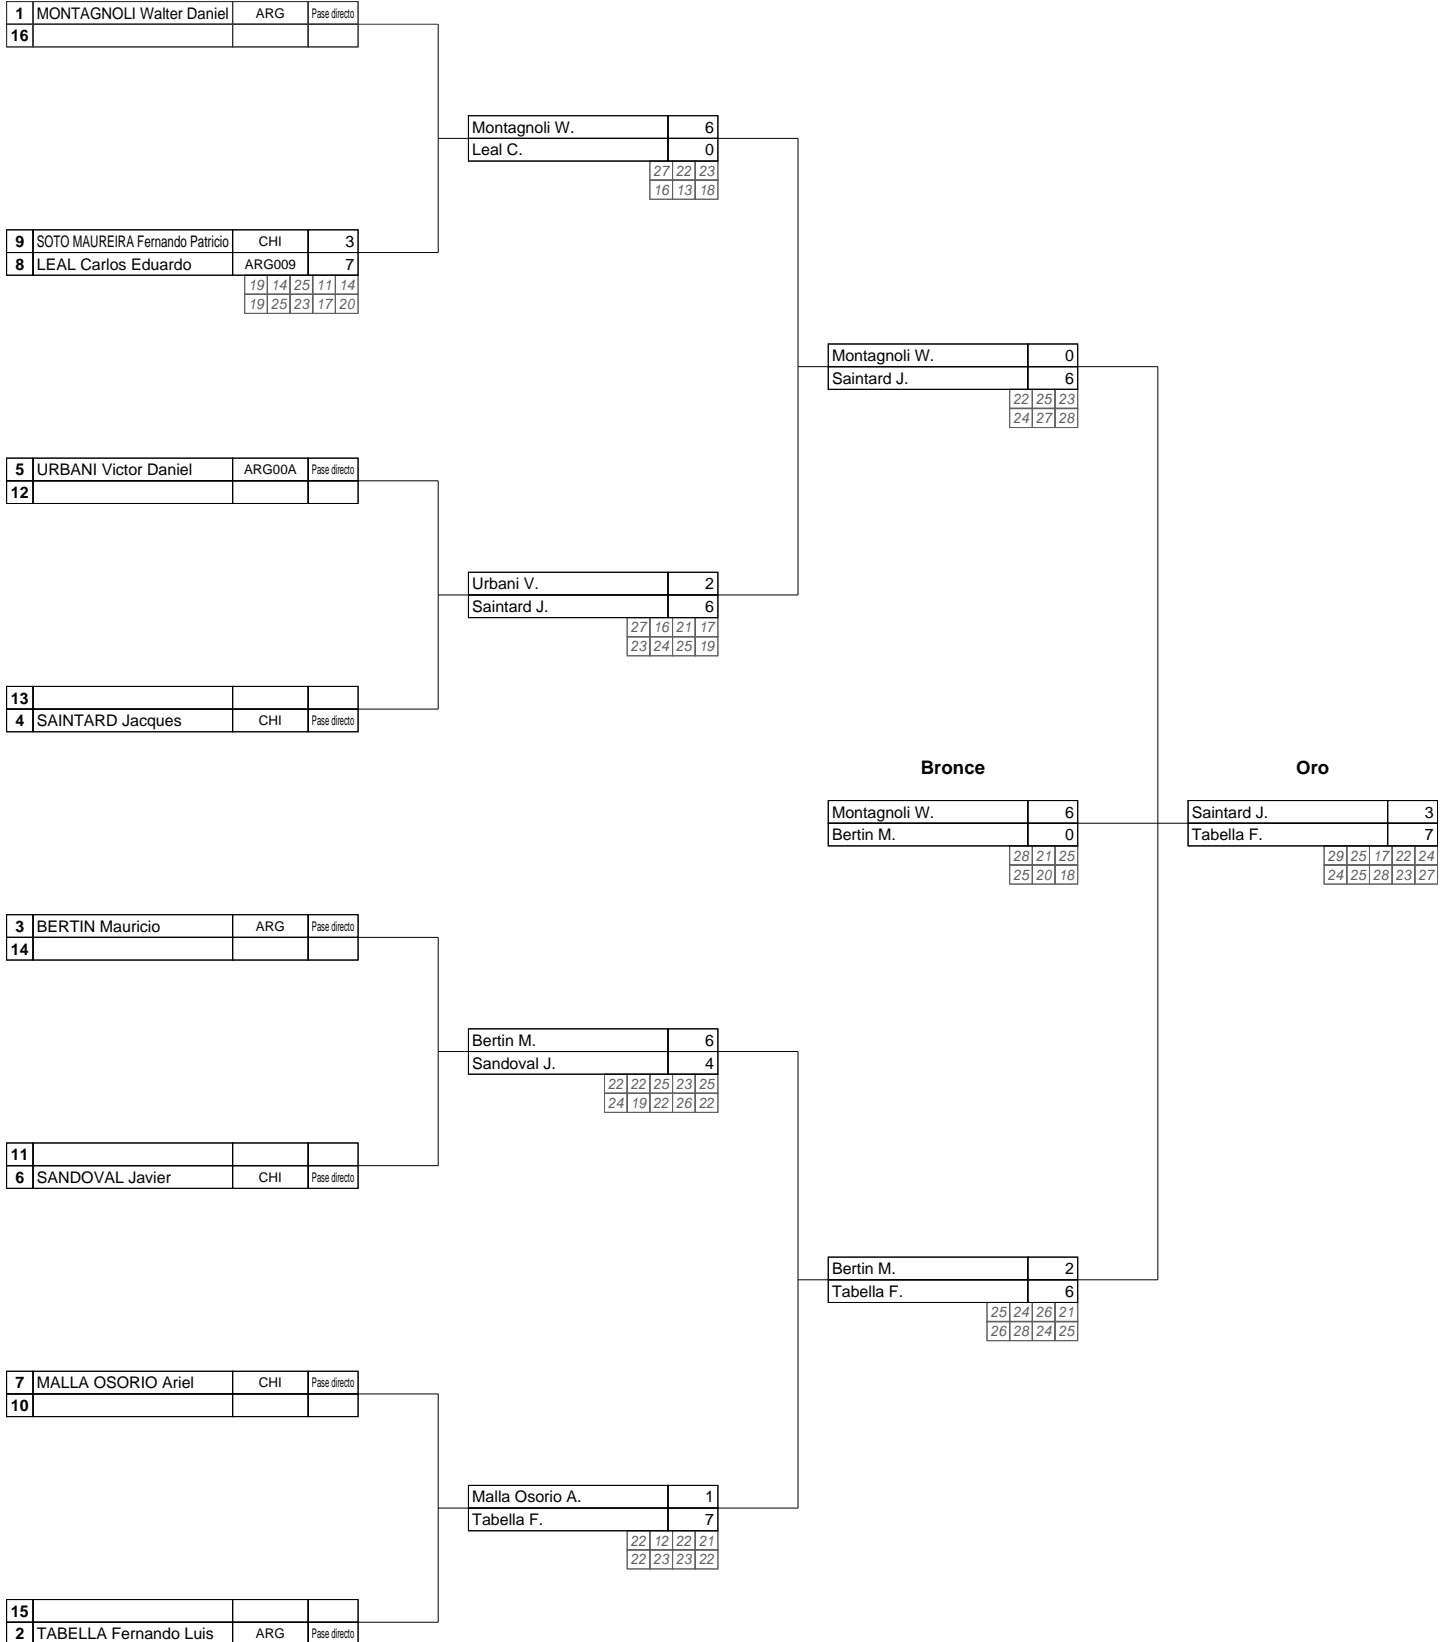 1 MONTAGNOLI Walter Daniel ARG Pase directo
16
Montagnoli W. 6
Leal C. 0
27 22 23
16 13 18
9 SOTO MAUREIRA Fernando Patricio CHI 3
8 LEAL Carlos Eduardo ARG009 7
19 14 25 11 14
19 25 23 17 20
Montagnoli W. 0
Saintard J. 6
22 25 23
24 27 28
5 URBANI Victor Daniel ARG00A Pase directo
12
Urbani V. 2
Saintard J. 6
27 16 21 17
23 24 25 19
13
4 SAINTARD Jacques CHI Pase directo
Bronce Oro
Montagnoli W. 6 Saintard J. 3
Bertin M. 0 Tabella F. 7
28 21 25 29 25 17 22 24
25 20 18 24 25 28 23 27
3 BERTIN Mauricio ARG Pase directo
14
Bertin M. 6
Sandoval J. 4
22 22 25 23 25
24 19 22 26 22
11
6 SANDOVAL Javier CHI Pase directo
Bertin M. 2
Tabella F. 6
25 24 26 21
26 28 24 25
7 MALLA OSORIO Ariel CHI Pase directo
10
Malla Osorio A. 1
Tabella F. 7
22 12 22 21
22 23 23 22
15
2 TABELLA Fernando Luis ARG Pase directo